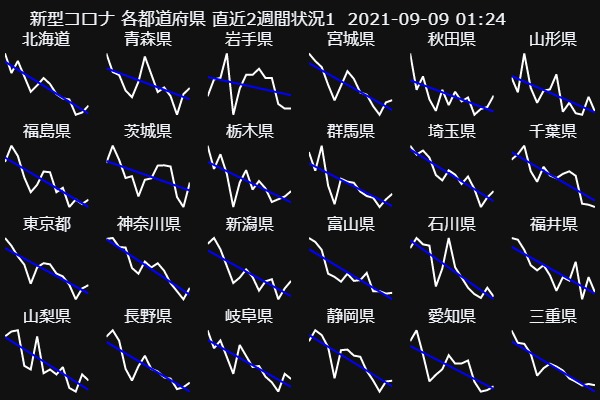 新型コロナ 各都道府県 直近2週間状況1 2021-09-09 01:24
北海道 青森県 岩手県 宮城県 秋田県 山形県
福島県 茨城県 栃木県 群馬県 埼玉県 千葉県
東京都 神奈川県 新潟県 富山県 石川県 福井県
山梨県 長野県 岐阜県 静岡県 愛知県 三重県